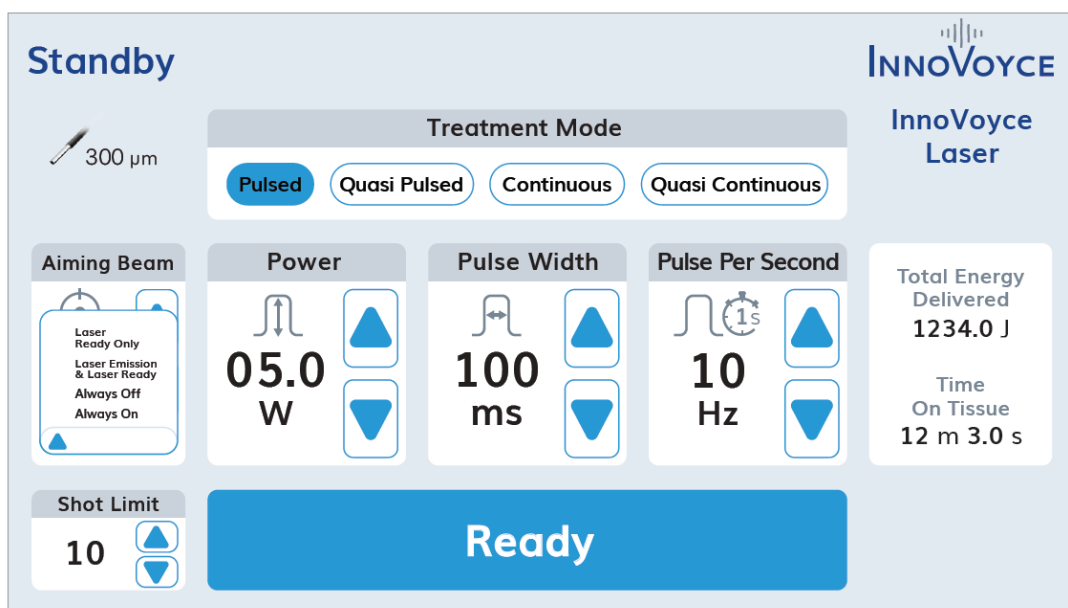 Standby
INNOVOYCE
300 µm
Treatment Mode
Pulsed
Quasi Pulsed
Continuous
Quasi Continuous
InnoVoyce
Laser
Aiming Beam
Laser
Ready Only
Laser Emission
& Laser Ready
Always Off
Always On
Power
05.0
W
Pulse Width
100
ms
Pulse Per Second
1s
10
Hz
Total Energy
Delivered
1234.0 J
Time
On Tissue
12 m 3.0 s
Shot Limit
10
Ready